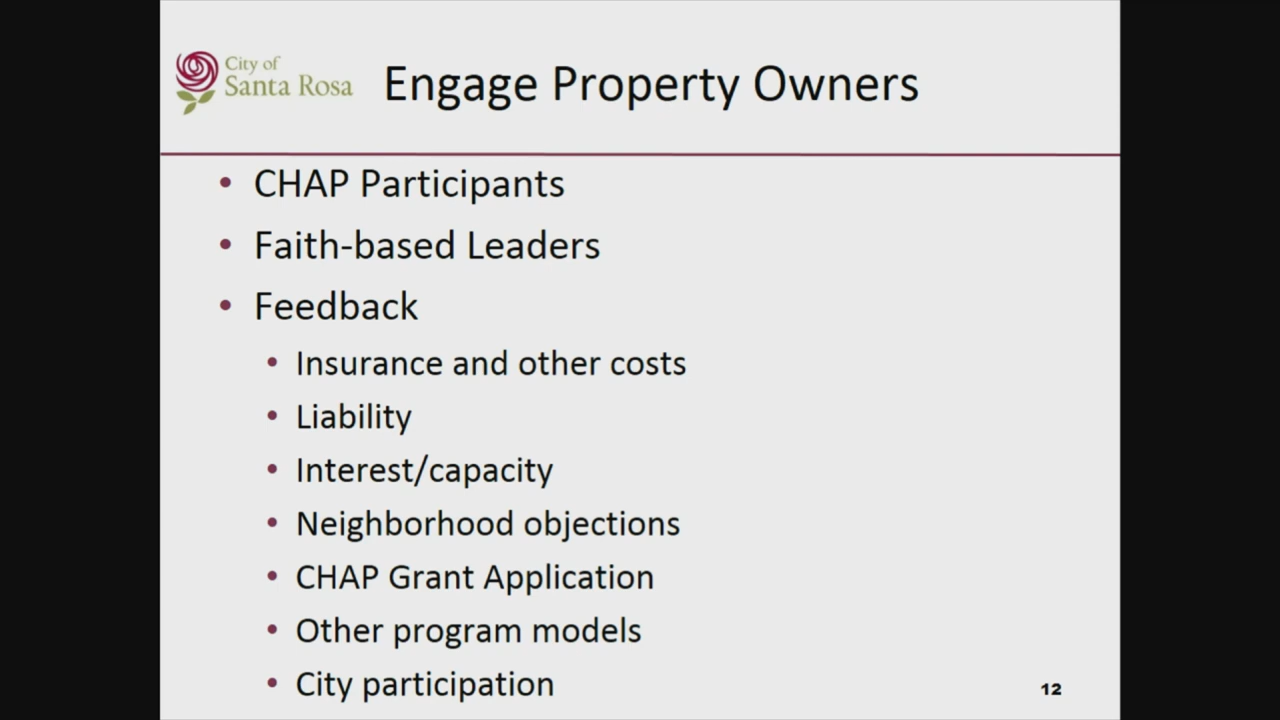 City of
Santa Rosa
Engage Property Owners
• CHAP Participants
• Faith-based Leaders
• Feedback
• Insurance and other costs
• Liability
• Interest/capacity
• Neighborhood objections
• CHAP Grant Application
• Other program models
• City participation
12